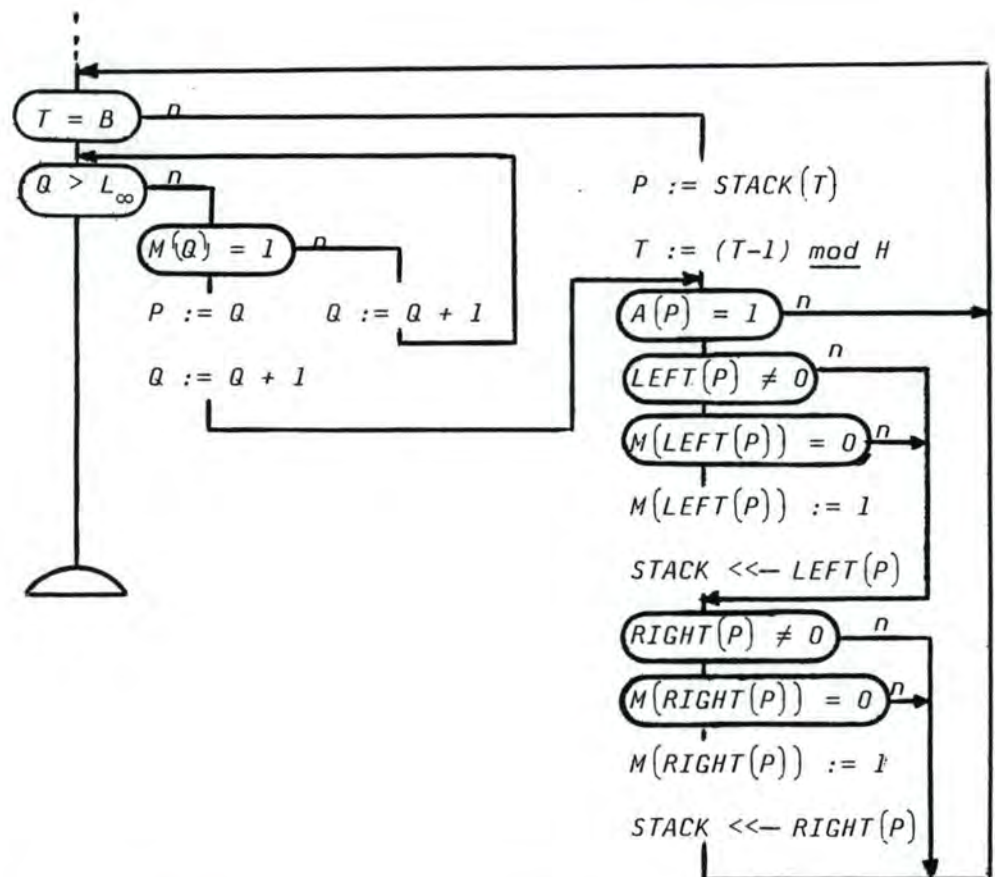 T = B n
Q > L∞ n
P := STACK(T)
M(Q) = 1 n
T := (T-1) mod H
P := Q
Q := Q + 1
A(P) = 1 n
Q := Q + 1
LEFT(P) ≠ 0 n
M(LEFT(P)) = 0 n
M(LEFT(P)) := 1
STACK <<— LEFT(P)
RIGHT(P) ≠ 0 n
M(RIGHT(P)) = 0 n
M(RIGHT(P)) := 1
STACK <<— RIGHT(P)